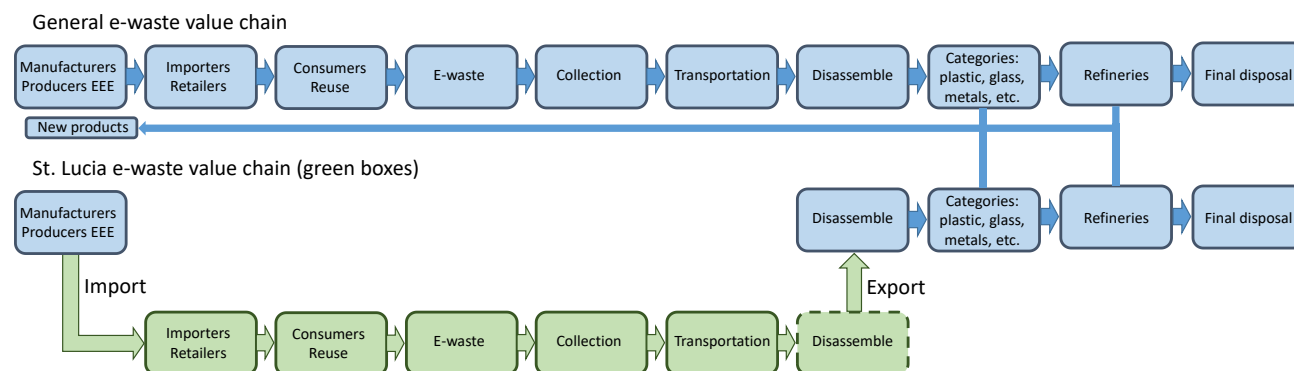 General e-waste value chain
Manufacturers
Producers EEE
Importers
Retailers
Consumers
Reuse
E-waste
Collection
Transportation
Disassemble
Categories:
plastic, glass,
metals, etc.
Refineries
Final disposal
New products
St. Lucia e-waste value chain (green boxes)
Manufacturers
Producers EEE
Disassemble
Categories:
plastic, glass,
metals, etc.
Refineries
Final disposal
Import
Export
Importers
Retailers
Consumers
Reuse
E-waste
Collection
Transportation
Disassemble